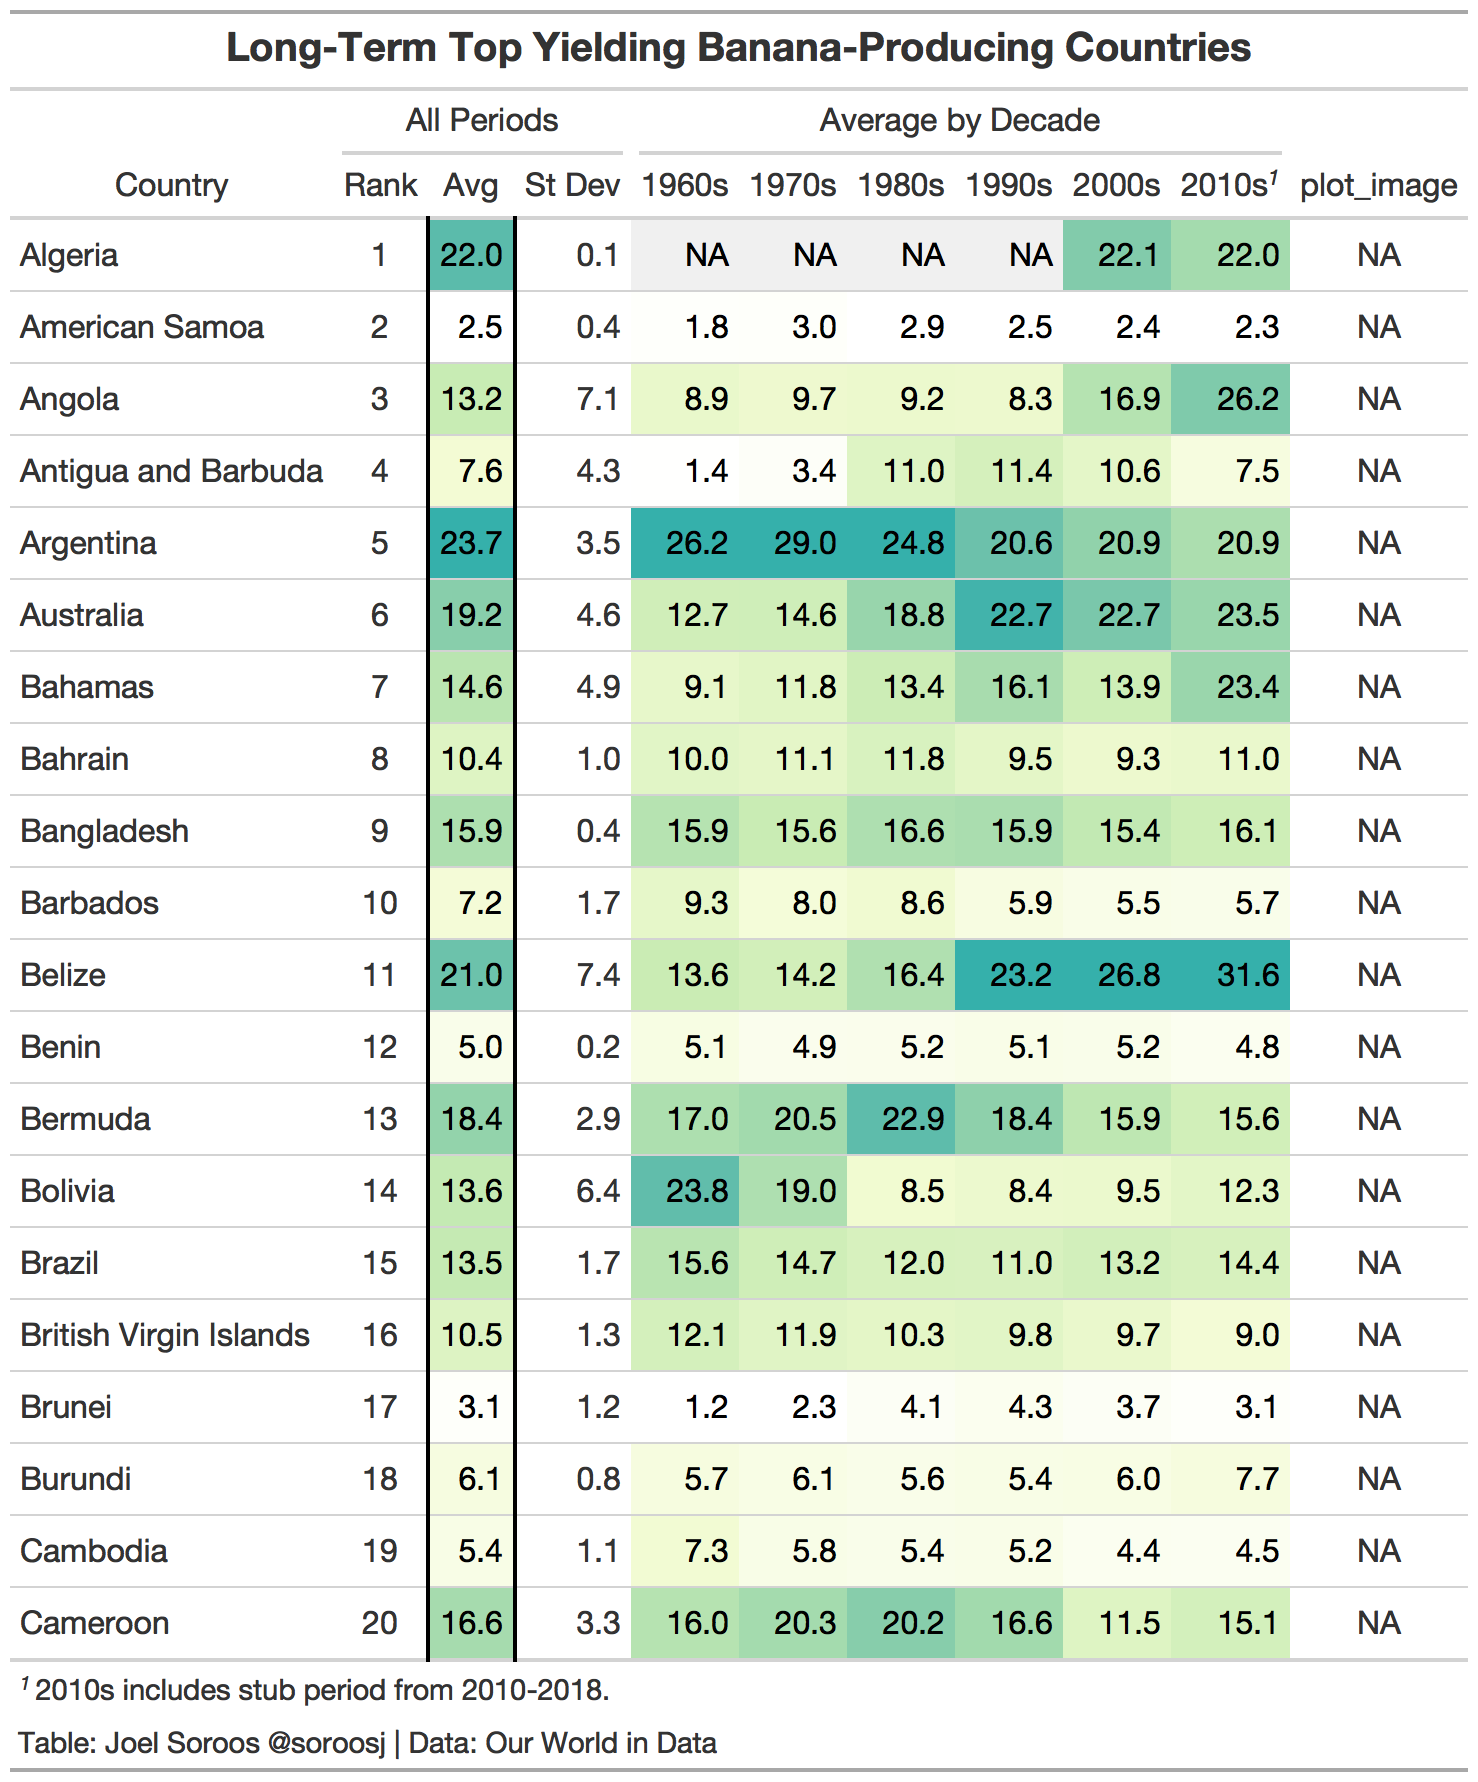 Long-Term Top Yielding Banana-Producing Countries
All Periods Average by Decade
Country Rank Avg St Dev 1960s 1970s 1980s 1990s 2000s 2010s1 plot_image
Algeria 1 22.0 0.1 NA NA NA NA 22.1 22.0 NA
American Samoa 2 2.5 0.4 1.8 3.0 2.9 2.5 2.4 2.3 NA
Angola 3 13.2 7.1 8.9 9.7 9.2 8.3 16.9 26.2 NA
Antigua and Barbuda 4 7.6 4.3 1.4 3.4 11.0 11.4 10.6 7.5 NA
Argentina 5 23.7 3.5 26.2 29.0 24.8 20.6 20.9 20.9 NA
Australia 6 19.2 4.6 12.7 14.6 18.8 22.7 22.7 23.5 NA
Bahamas 7 14.6 4.9 9.1 11.8 13.4 16.1 13.9 23.4 NA
Bahrain 8 10.4 1.0 10.0 11.1 11.8 9.5 9.3 11.0 NA
Bangladesh 9 15.9 0.4 15.9 15.6 16.6 15.9 15.4 16.1 NA
Barbados 10 7.2 1.7 9.3 8.0 8.6 5.9 5.5 5.7 NA
Belize 11 21.0 7.4 13.6 14.2 16.4 23.2 26.8 31.6 NA
Benin 12 5.0 0.2 5.1 4.9 5.2 5.1 5.2 4.8 NA
Bermuda 13 18.4 2.9 17.0 20.5 22.9 18.4 15.9 15.6 NA
Bolivia 14 13.6 6.4 23.8 19.0 8.5 8.4 9.5 12.3 NA
Brazil 15 13.5 1.7 15.6 14.7 12.0 11.0 13.2 14.4 NA
British Virgin Islands 16 10.5 1.3 12.1 11.9 10.3 9.8 9.7 9.0 NA
Brunei 17 3.1 1.2 1.2 2.3 4.1 4.3 3.7 3.1 NA
Burundi 18 6.1 0.8 5.7 6.1 5.6 5.4 6.0 7.7 NA
Cambodia 19 5.4 1.1 7.3 5.8 5.4 5.2 4.4 4.5 NA
Cameroon 20 16.6 3.3 16.0 20.3 20.2 16.6 11.5 15.1 NA
1 2010s includes stub period from 2010-2018.
Table: Joel Soroos @soroosj | Data: Our World in Data